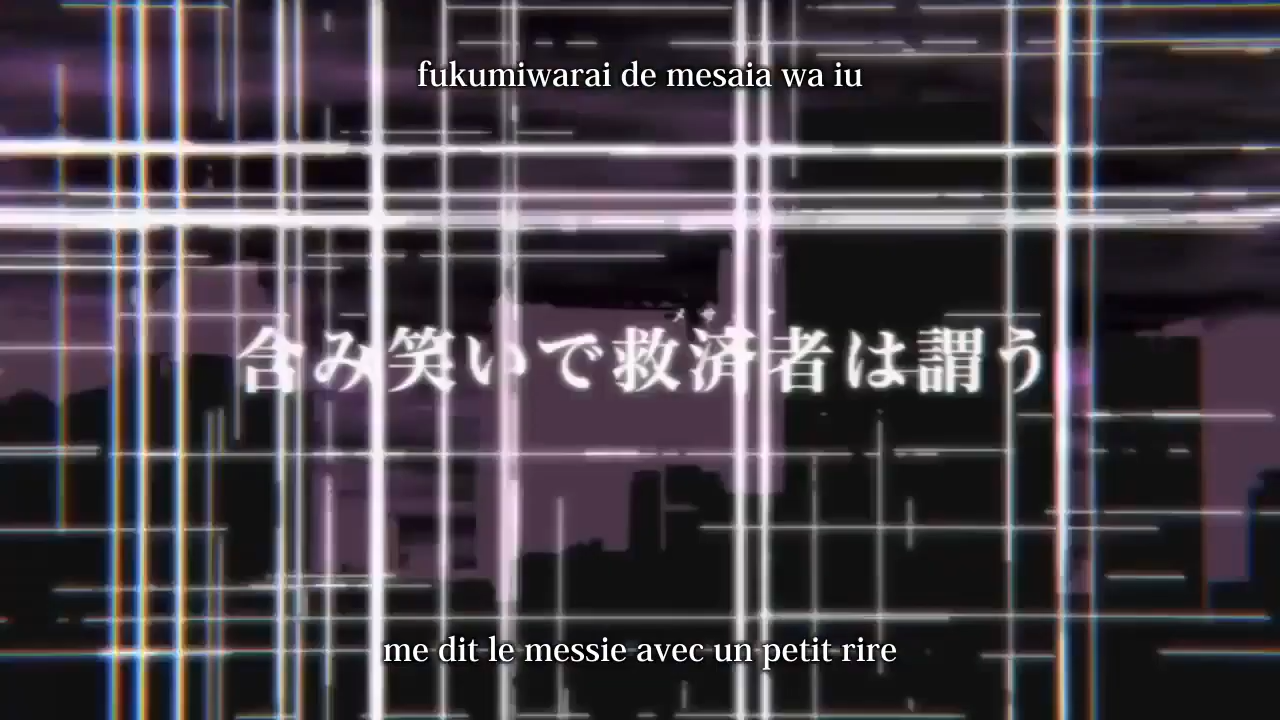 fukumiwarai de mesaia wa iu
含み笑いで救済者は謂う
me dit le messie avec un petit rire